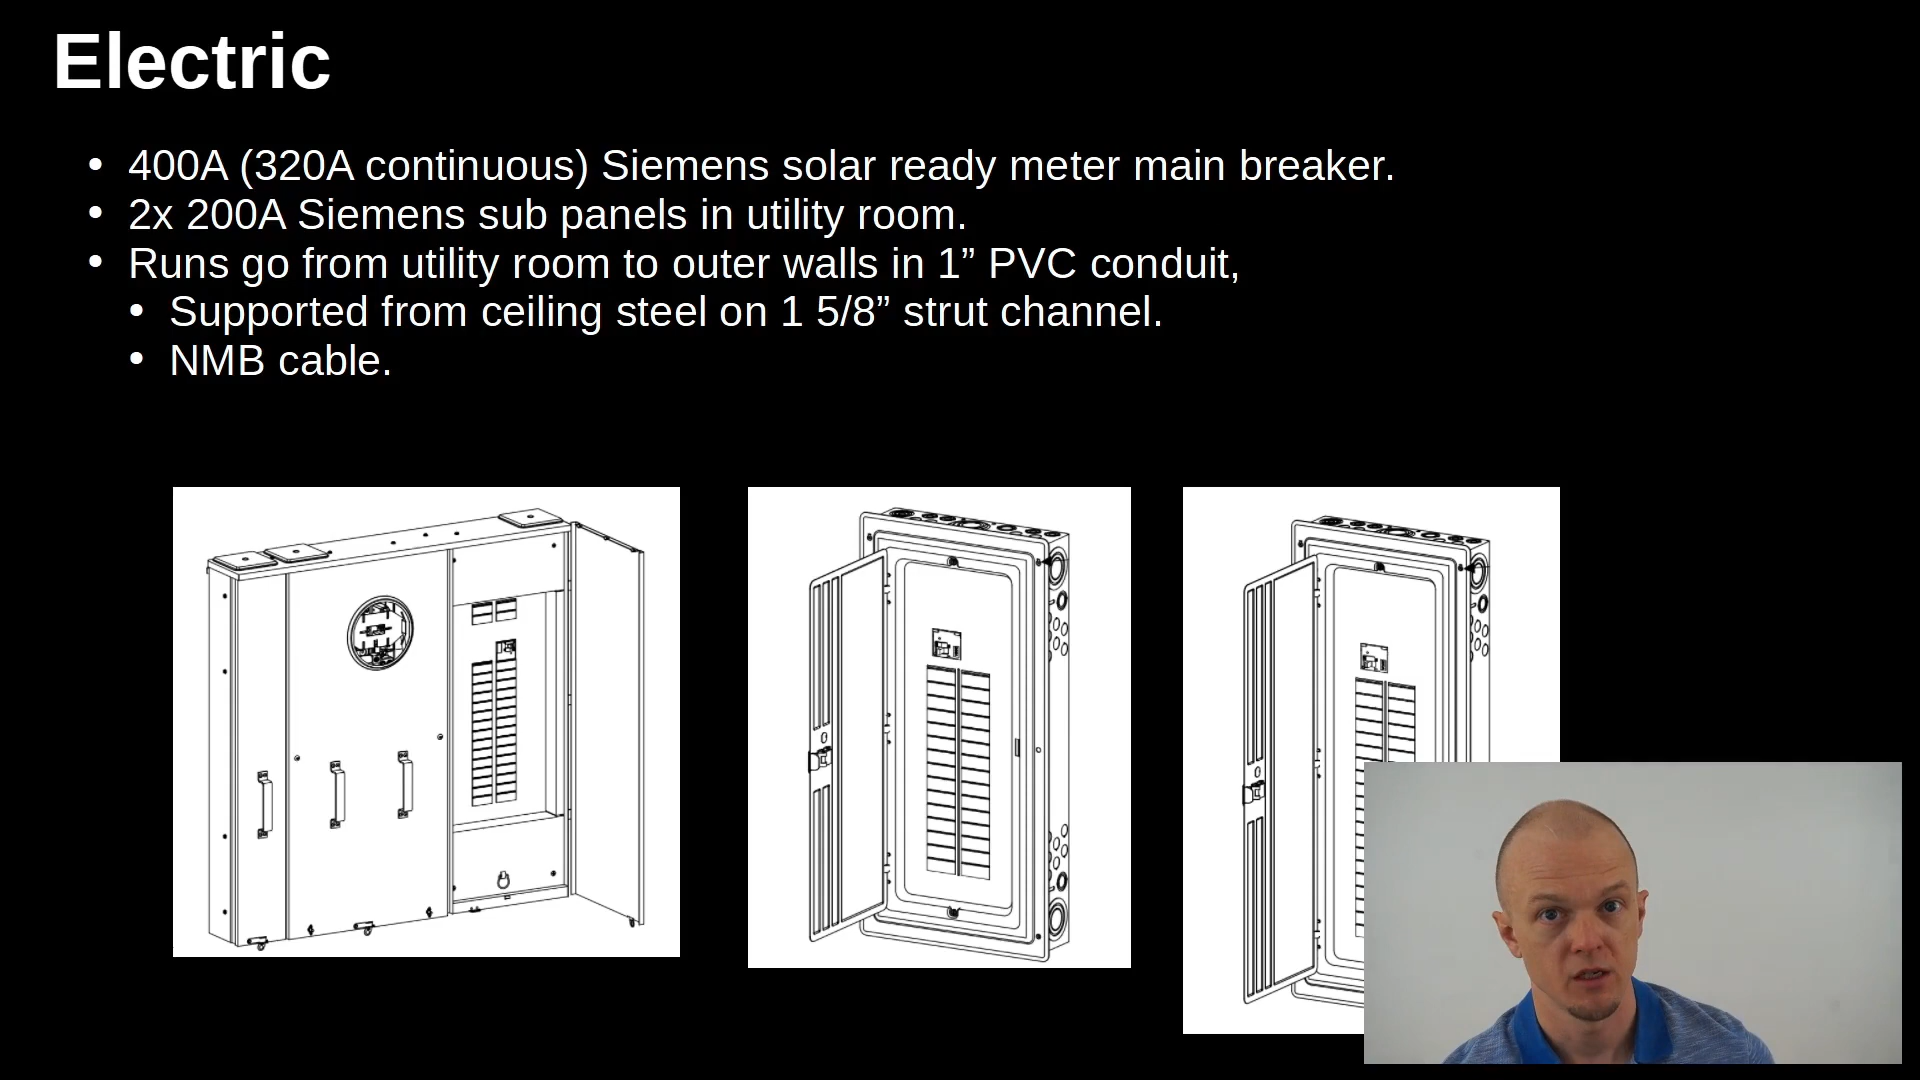 Electric
• 400A (320A continuous) Siemens solar ready meter main breaker.
• 2x 200A Siemens sub panels in utility room.
• Runs go from utility room to outer walls in 1” PVC conduit,
• Supported from ceiling steel on 1 5/8” strut channel.
• NMB cable.